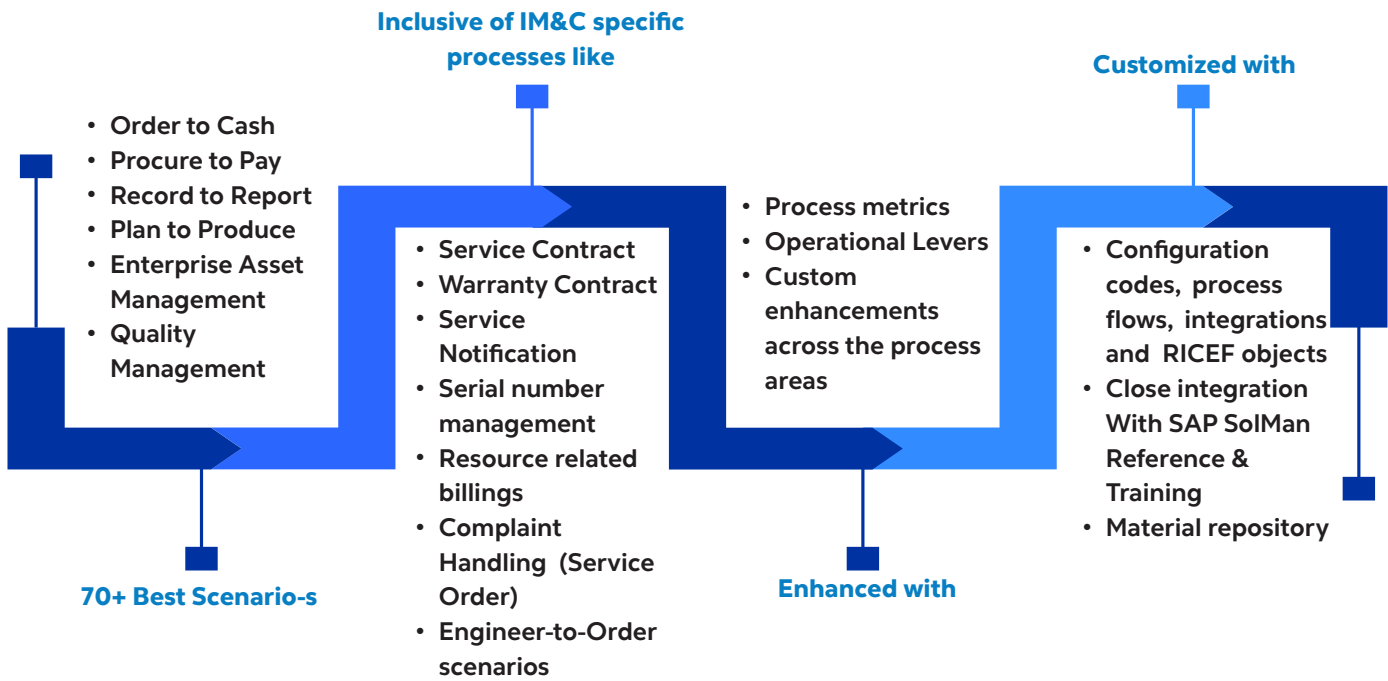 70+ Best Scenario-s
• Order to Cash
• Procure to Pay
• Record to Report
• Plan to Produce
• Enterprise Asset
Management
• Quality
Management
Inclusive of IM&C specific
processes like
• Service Contract
• Warranty Contract
• Service
Notification
• Serial number
management
• Resource related
billings
• Complaint
Handling (Service
Order)
• Engineer-to-Order
scenarios
Enhanced with
• Process metrics
• Operational Levers
• Custom
enhancements
across the process
areas
Customized with
• Configuration
codes, process
flows, integrations
and RICEF objects
• Close integration
With SAP SolMan
Reference &
Training
• Material repository